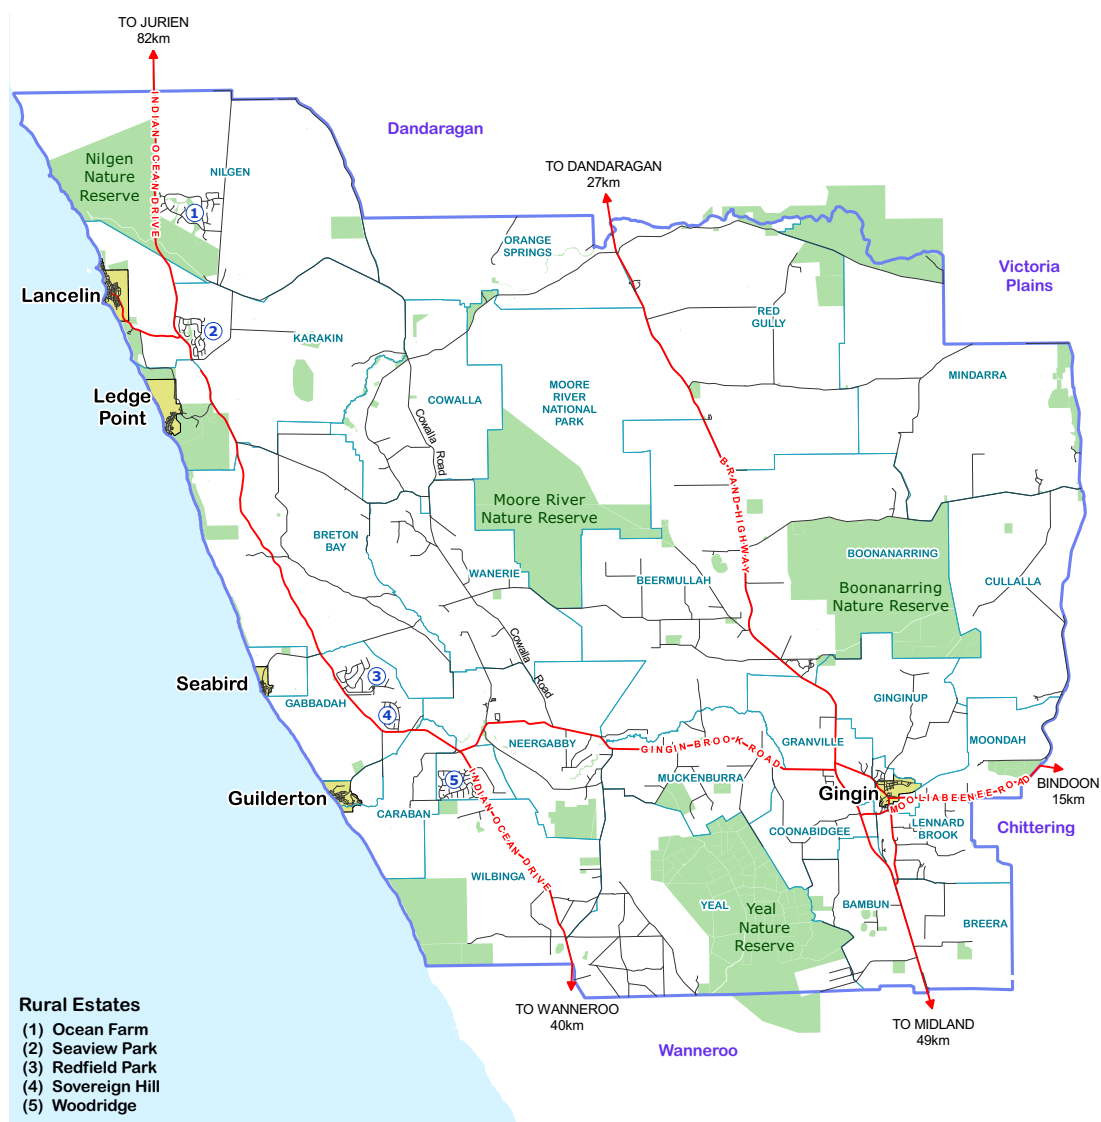 TO JURIEN
82km
INDIAN OCEAN DRIVE
Dandaragan
Nilgen
Nature
Reserve
NILGEN
1
TO DANDARAGAN
27km
ORANGE
SPRINGS
Victoria
Plains
Lancelin
2
KARAKIN
RED
GULLY
MINDARRA
Ledge
Point
COWALLA
MOORE
RIVER
NATIONAL
PARK
Cowalla
Road
BRAND HIGHWAY
Moore River
Nature Reserve
BRETON
BAY
WANERIE
BEERMULLAH
BOONANARRING
Boonanarring
Nature Reserve
CULLALLA
Cowalla
Road
Seabird
3
GABBADAH
4
GINGINUP
NEERGABBY
GINGIN BROOK ROAD
GRANVILLE
MOONDAH
5
INDIAN OCEAN DRIVE
MUCKENBURRA
Guilderton
Gingin
MOOLIABEENEE ROAD
BINDOON
15km
CARABAN
COONABIDGEE
LENNARD
BROOK
Chittering
WILBINGA
YEAL
Yeal
Nature
Reserve
BAMBUN
BREERA
TO WANNEROO
40km
TO MIDLAND
49km
Wanneroo
Rural Estates
(1) Ocean Farm
(2) Seaview Park
(3) Redfield Park
(4) Sovereign Hill
(5) Woodridge